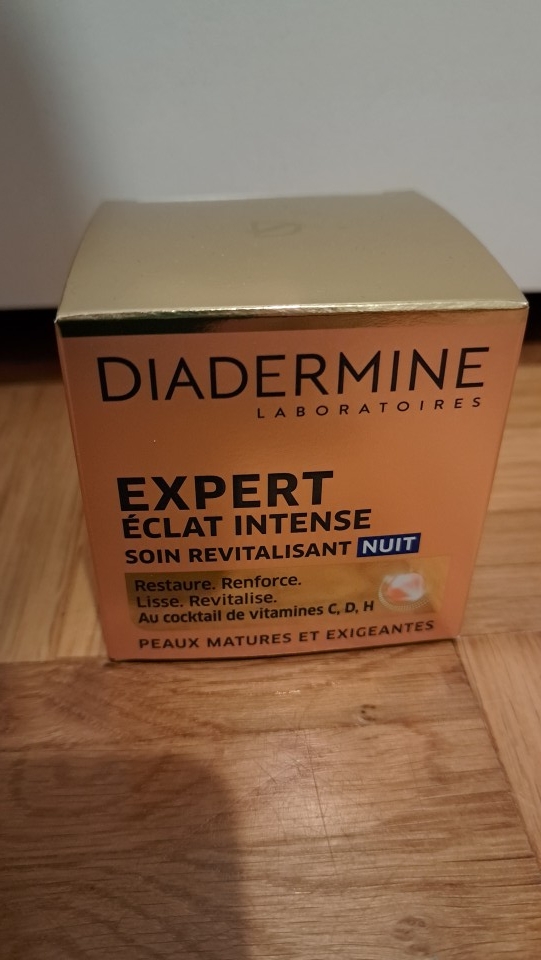 DIADERMINE
LABORATOIRES
EXPERT
ÉCLAT INTENSE
SOIN REVITALISANT NUIT
Restaure. Renforce.
Lisse. Revitalise.
Au cocktail de vitamines C, D, H
PEAUX MATURES ET EXIGEANTES